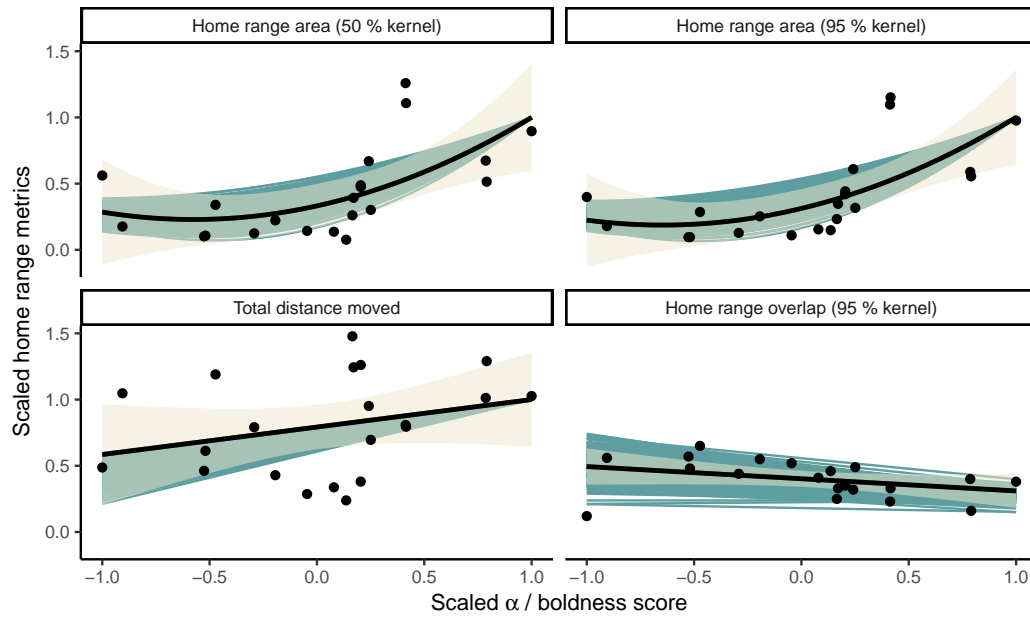 Home range area (50 % kernel)
Home range area (95 % kernel)
1.5
1.0
0.5
0.0
Total distance moved
Home range overlap (95 % kernel)
1.5
1.0
0.5
0.0
Scaled home range metrics
−1.0 −0.5 0.0 0.5 1.0
−1.0 −0.5 0.0 0.5 1.0
Scaled α / boldness score